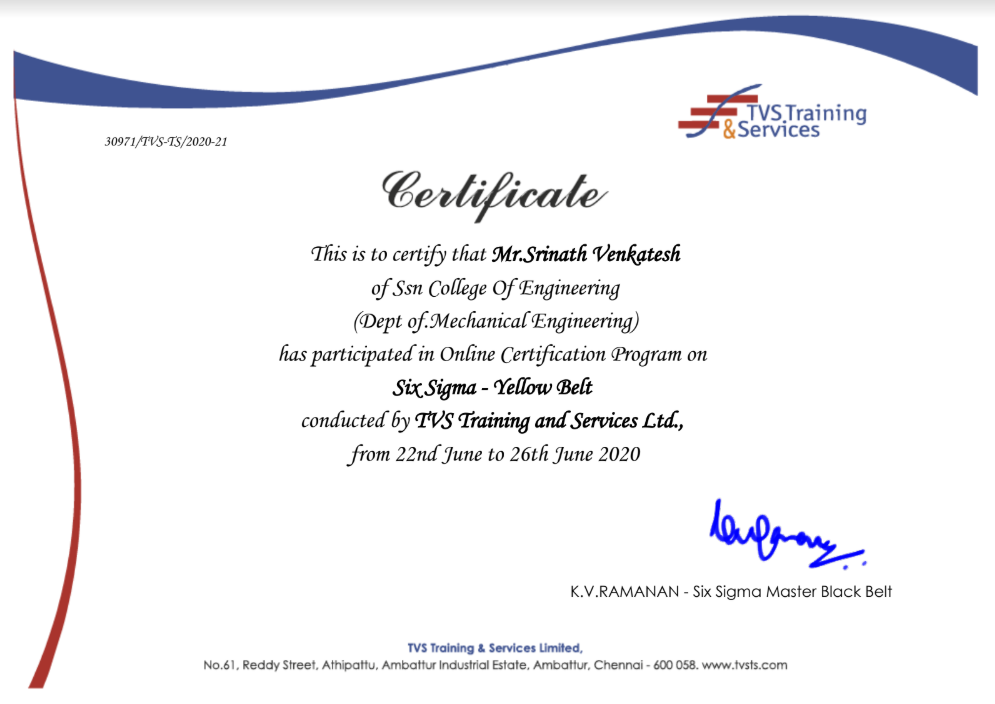 TVS Training
& Services
30971/TVS-TS/2020-21
Certificate
This is to certify that Mr.Srinath Venkatesh
of Ssn College Of Engineering
(Dept of.Mechanical Engineering)
has participated in Online Certification Program on
Six Sigma - Yellow Belt
conducted by TVS Training and Services Ltd.,
from 22nd June to 26th June 2020
K.V.RAMANAN - Six Sigma Master Black Belt
TVS Training & Services Limited,
No.61, Reddy Street, Athipattu, Ambattur Industrial Estate, Ambattur, Chennai - 600 058. www.tvsts.com